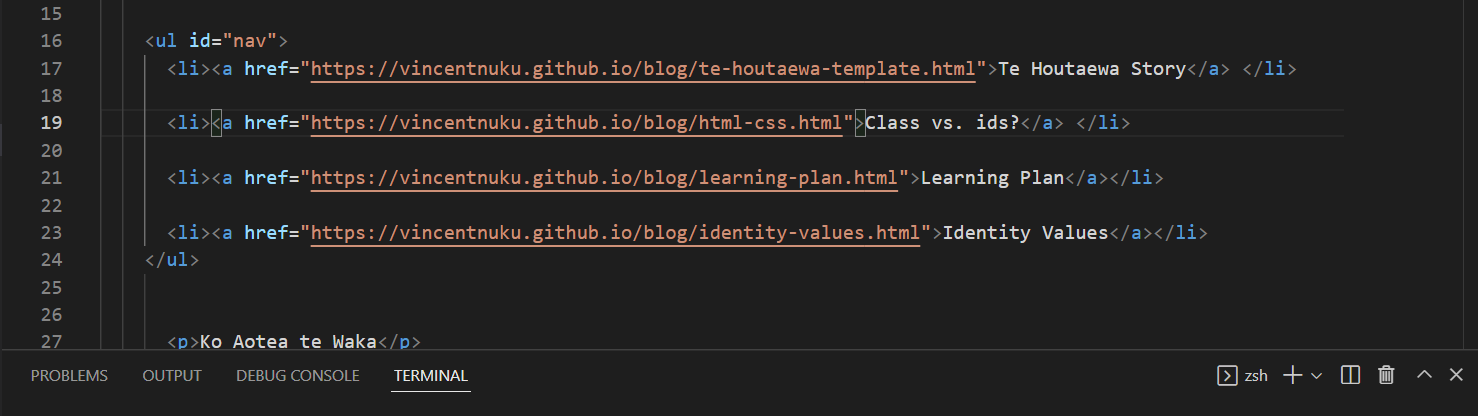 15
16 <ul id="nav">
17 <li><a href="https://vincentnuku.github.io/blog/te-houtaewa-template.html">Te Houtaewa Story</a> </li>
18
19 <li><a href="https://vincentnuku.github.io/blog/html-css.html">Class vs. ids?</a> </li>
20
21 <li><a href="https://vincentnuku.github.io/blog/learning-plan.html">Learning Plan</a></li>
22
23 <li><a href="https://vincentnuku.github.io/blog/identity-values.html">Identity Values</a></li>
24 </ul>
25
26
27 <p>Ko Aotea te Waka</p>
PROBLEMS OUTPUT DEBUG CONSOLE TERMINAL zsh